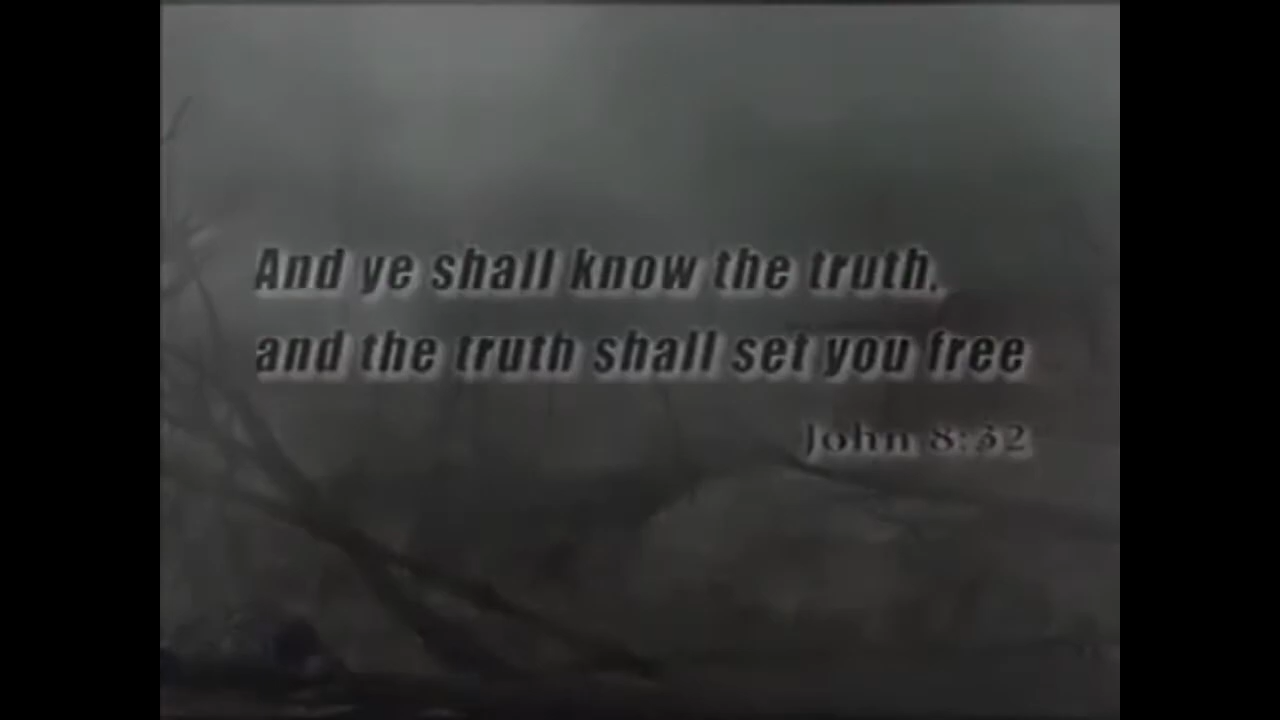 And ye shall know the truth,
and the truth shall set you free
John 8:32